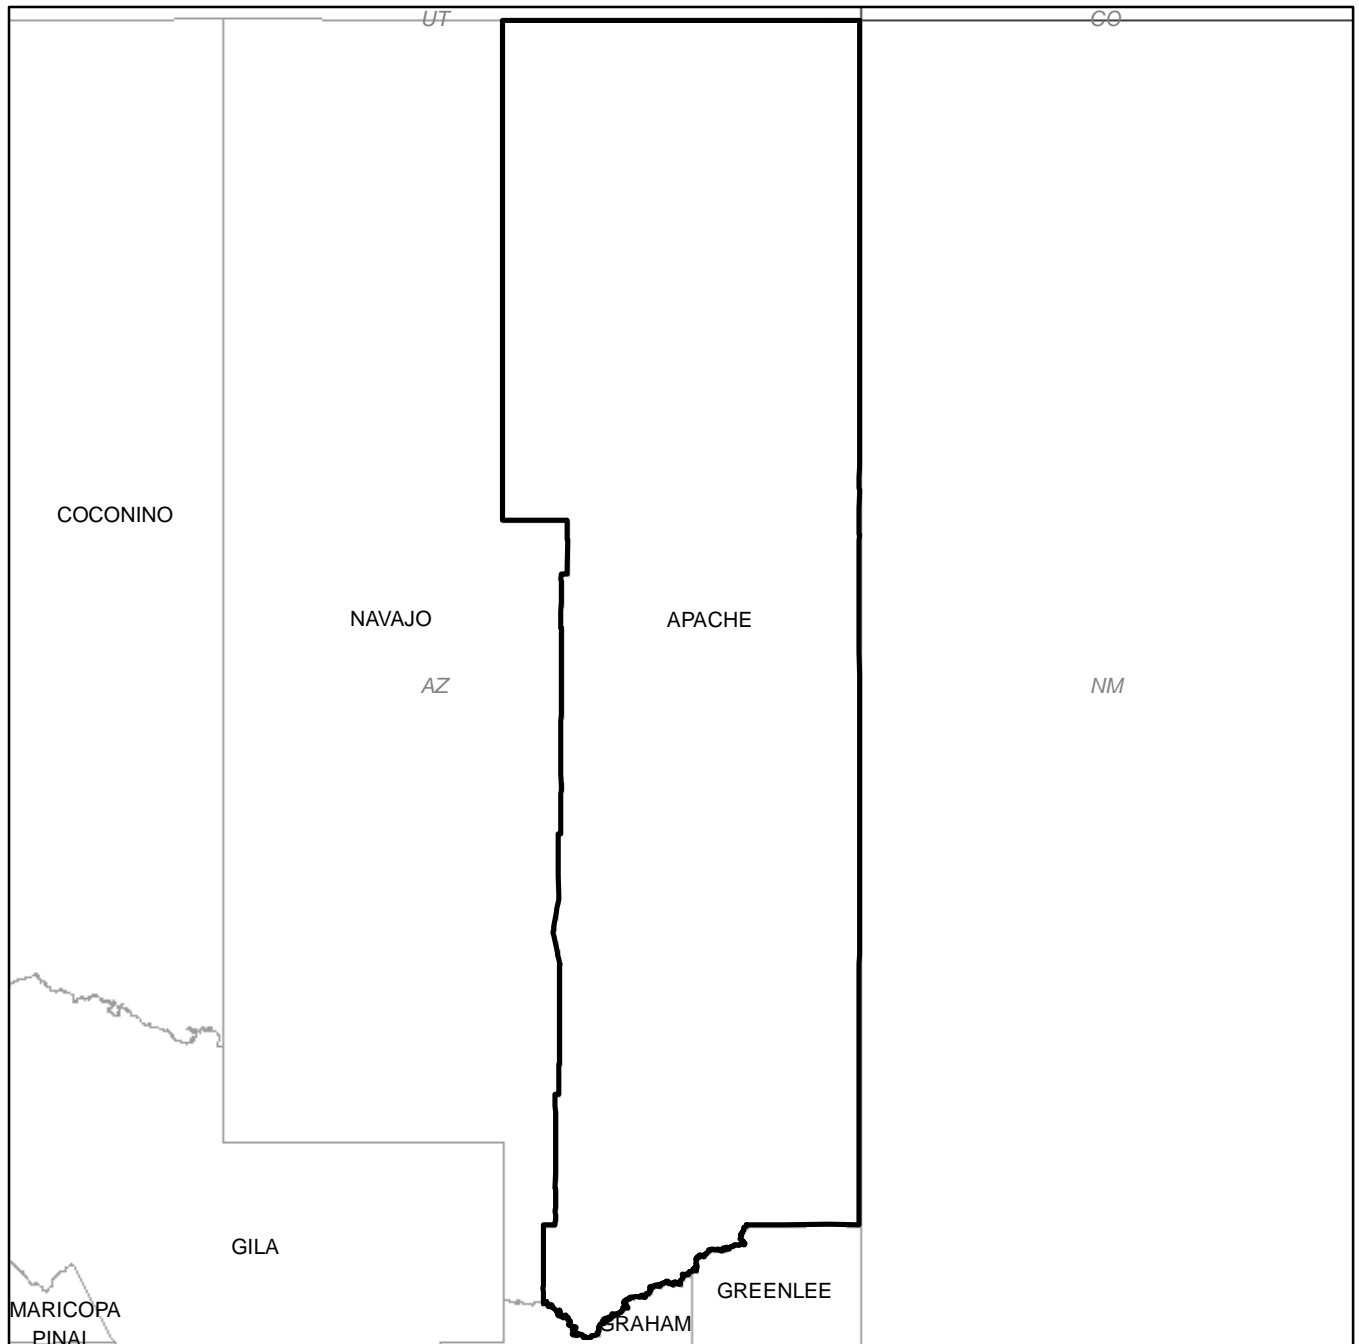 UT
CO
COCONINO
NAVAJO
APACHE
AZ
NM
GILA
GREENLEE
MARICOPA
GRAHAM
PINAL